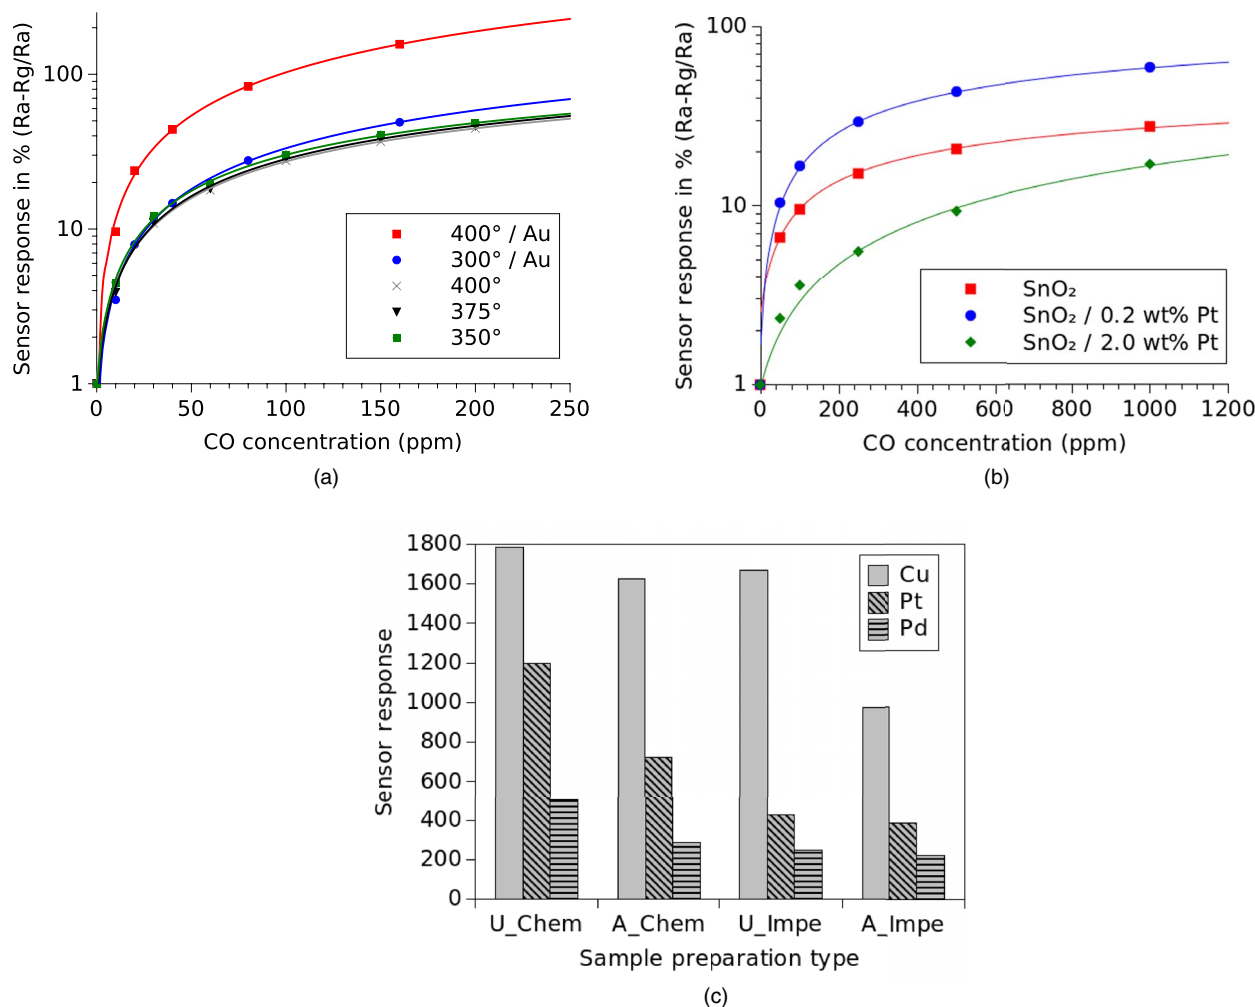 Sensor response in % (Ra-Rg/Ra)
100
10
1
0 50 100 150 200 250
CO concentration (ppm)
400° / Au
300° / Au
400°
375°
350°
(a)
Sensor response in % (Ra-Rg/Ra)
100
10
1
0 200 400 600 800 1000 1200
CO concentration (ppm)
SnO₂
SnO₂ / 0.2 wt% Pt
SnO₂ / 2.0 wt% Pt
(b)
Sensor response
1800
1600
1400
1200
1000
800
600
400
200
0
Cu
Pt
Pd
U_Chem A_Chem U_Impe A_Impe
Sample preparation type
(c)